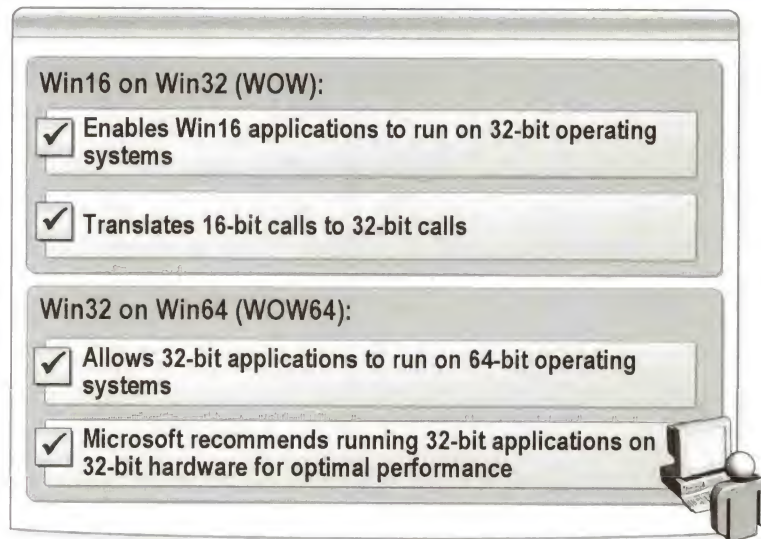 Win16 on Win32 (WOW):
Enables Win16 applications to run on 32-bit operating
systems
Translates 16-bit calls to 32-bit calls
Win32 on Win64 (WOW64):
Allows 32-bit applications to run on 64-bit operating
systems
Microsoft recommends running 32-bit applications on
32-bit hardware for optimal performance